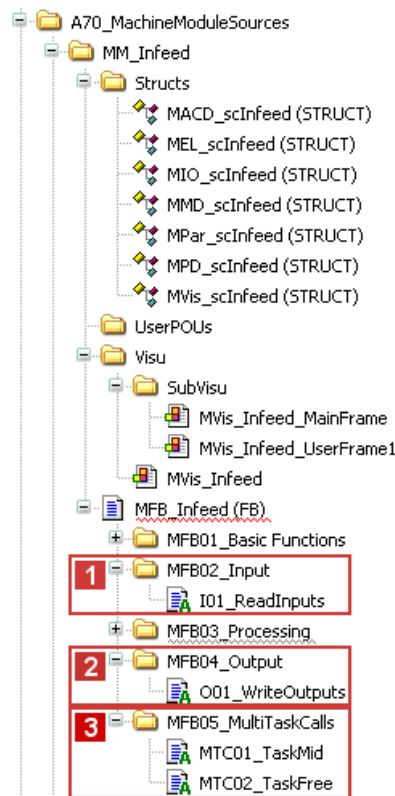 A70_MachineModuleSources
MM_Infeed
Structs
MACD_scInfeed (STRUCT)
MEL_scInfeed (STRUCT)
MIO_scInfeed (STRUCT)
MMD_scInfeed (STRUCT)
MPar_scInfeed (STRUCT)
MPD_scInfeed (STRUCT)
MVis_scInfeed (STRUCT)
UserPOUs
Visu
SubVisu
MVis_Infeed_MainFrame
MVis_Infeed_UserFrame1
MVis_Infeed
MFB_Infeed (FB)
MFB01_Basic Functions
1 MFB02_Input
I01_ReadInputs
MFB03_Processing
2 MFB04_Output
O01_WriteOutputs
3 MFB05_MultiTaskCalls
MTC01_TaskMid
MTC02_TaskFree